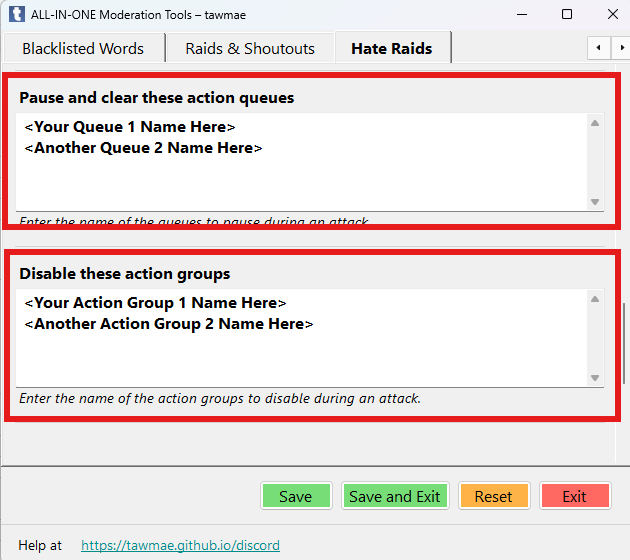 ALL-IN-ONE Moderation Tools – tawmae
Blacklisted Words Raids & Shoutouts Hate Raids
Pause and clear these action queues
<Your Queue 1 Name Here>
<Another Queue 2 Name Here>
Enter the name of the queues to pause during an attack.
Disable these action groups
<Your Action Group 1 Name Here>
<Another Action Group 2 Name Here>
Enter the name of the action groups to disable during an attack.
Save Save and Exit Reset Exit
Help at https://tawmae.github.io/discord